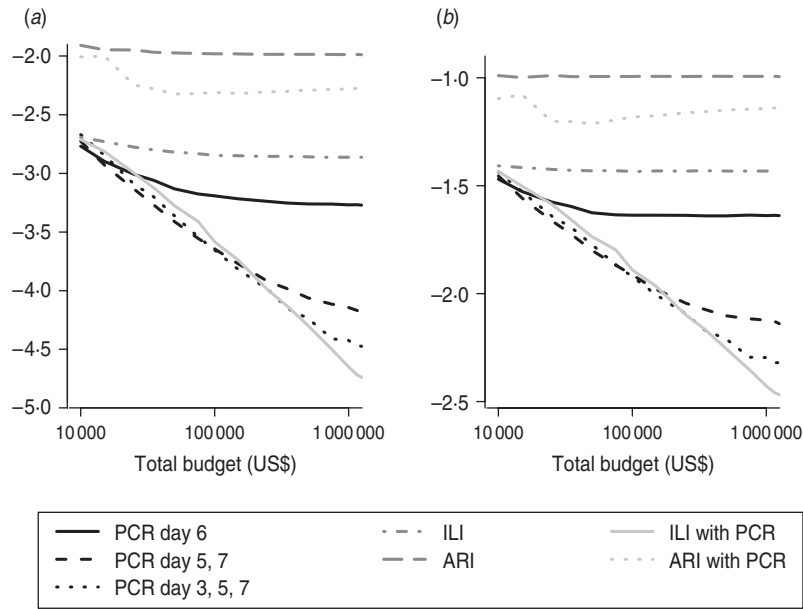 (a)
−2·0
−2·5
−3·0
−3·5
−4·0
−4·5
−5·0
10 000 100 000 1 000 000
Total budget (US$)
(b)
−1·0
−1·5
−2·0
−2·5
10 000 100 000 1 000 000
Total budget (US$)
PCR day 6
PCR day 5, 7
PCR day 3, 5, 7
ILI
ARI
ILI with PCR
ARI with PCR